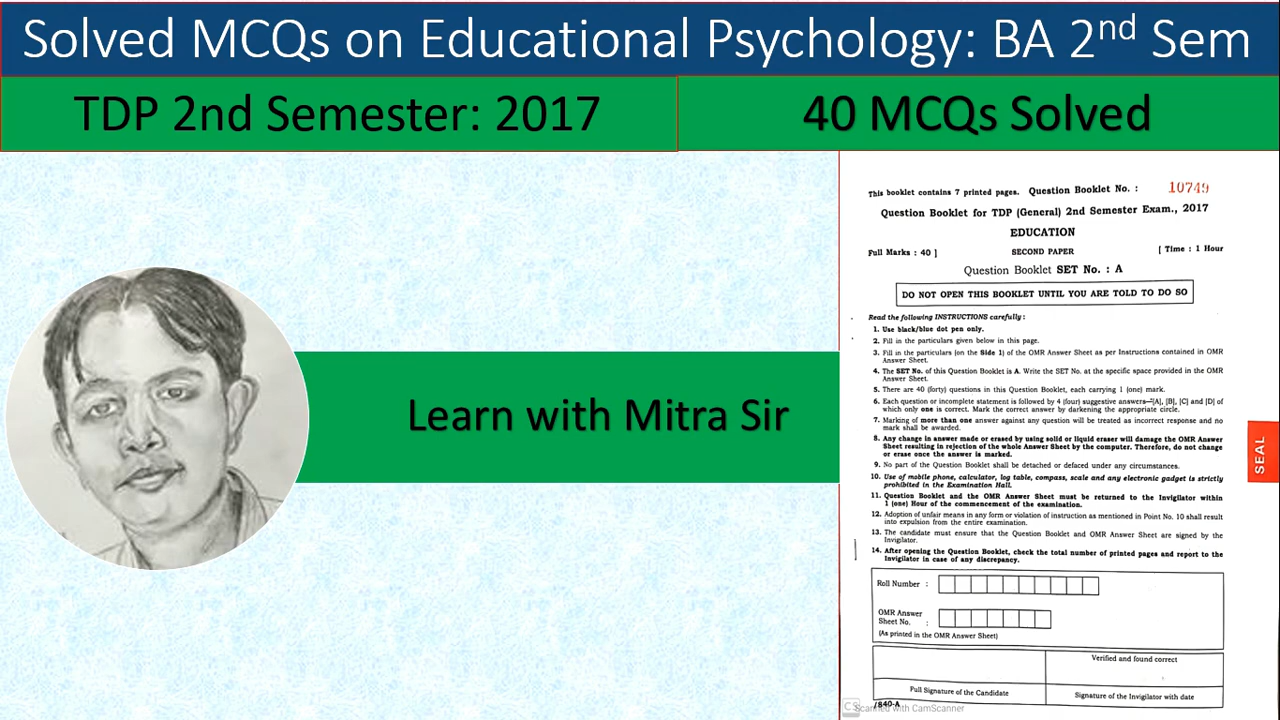 Solved MCQs on Educational Psychology: BA 2nd Sem
TDP 2nd Semester: 2017
40 MCQs Solved
Learn with Mitra Sir
This booklet contains 7 printed pages. Question Booklet No. : 10749
Question Booklet for TDP (General) 2nd Semester Exam., 2017
EDUCATION
Full Marks : 40 ] SECOND PAPER [ Time : 1 Hour
Question Booklet SET No. : A
DO NOT OPEN THIS BOOKLET UNTIL YOU ARE TOLD TO DO SO
Read the following INSTRUCTIONS carefully :
1. Use black/blue dot pen only.
2. Fill in the particulars given below in this page.
3. Fill in the particulars (on the Side 1) of the OMR Answer Sheet as per Instructions contained in OMR
Answer Sheet.
4. The SET No. of this Question Booklet is A. Write the SET No. at the specific space provided in the OMR
Answer Sheet.
5. There are 40 (forty) questions in this Question Booklet, each carrying 1 (one) mark.
6. Each question or incomplete statement is followed by 4 (four) suggestive answers—[A], [B], [C] and [D] of
which only one is correct. Mark the correct answer by darkening the appropriate circle.
7. Marking of more than one answer against any question will be treated as incorrect response and no
mark shall be awarded.
8. Any change in answer made or erased by using solid or liquid eraser will damage the OMR Answer
Sheet resulting in rejection of the whole Answer Sheet by the computer. Therefore, do not change
or erase once the answer is marked.
9. No part of the Question Booklet shall be detached or defaced under any circumstances.
10. Use of mobile phone, calculator, log table, compass, scale and any electronic gadget is strictly
prohibited in the Examination Hall.
11. Question Booklet and the OMR Answer Sheet must be returned to the Invigilator within
1 (one) Hour of the commencement of the examination.
12. Adoption of unfair means in any form or violation of instruction as mentioned in Point No. 10 shall result
into expulsion from the entire examination.
13. The candidate must ensure that the Question Booklet and OMR Answer Sheet are signed by the
Invigilator.
14. After opening the Question Booklet, check the total number of printed pages and report to the
Invigilator in case of any discrepancy.
SEAL
Roll Number :
OMR Answer
Sheet No. :
(As printed in the OMR Answer Sheet)
Verified and found correct
Full Signature of the Candidate
Signature of the Invigilator with date
/840-A
CS Scanned with CamScanner